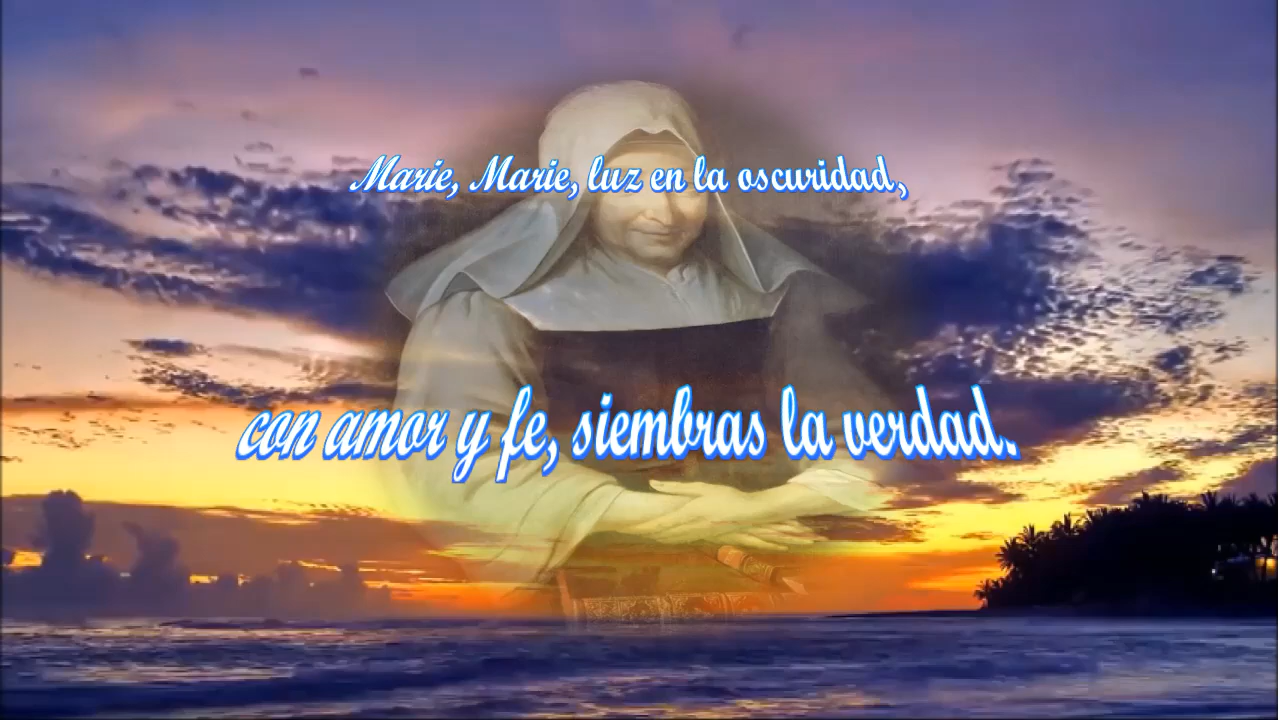 Marie, Marie, luz en la oscuridad,
con amor y fe, siembras la verdad.